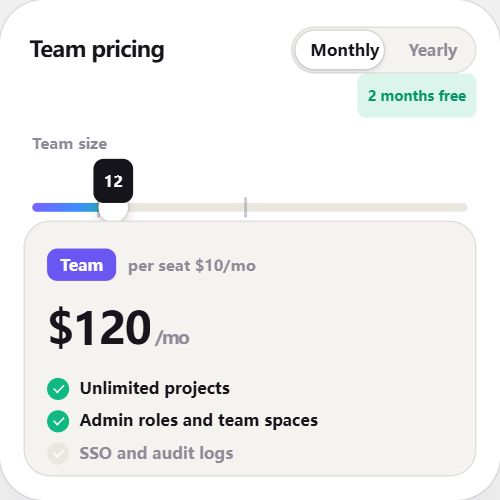 Team pricing
Monthly Yearly
2 months free
Team size
12
Team per seat $10/mo
$120/mo
Unlimited projects
Admin roles and team spaces
SSO and audit logs